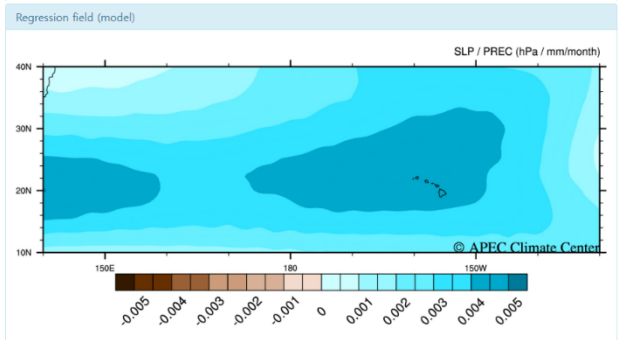 Regression field (model)
SLP / PREC (hPa / mm/month)
40N
30N
20N
10N
© APEC Climate Center
150E
180
150W
-0.005
-0.004
-0.003
-0.002
-0.001
0
0.001
0.002
0.003
0.004
0.005